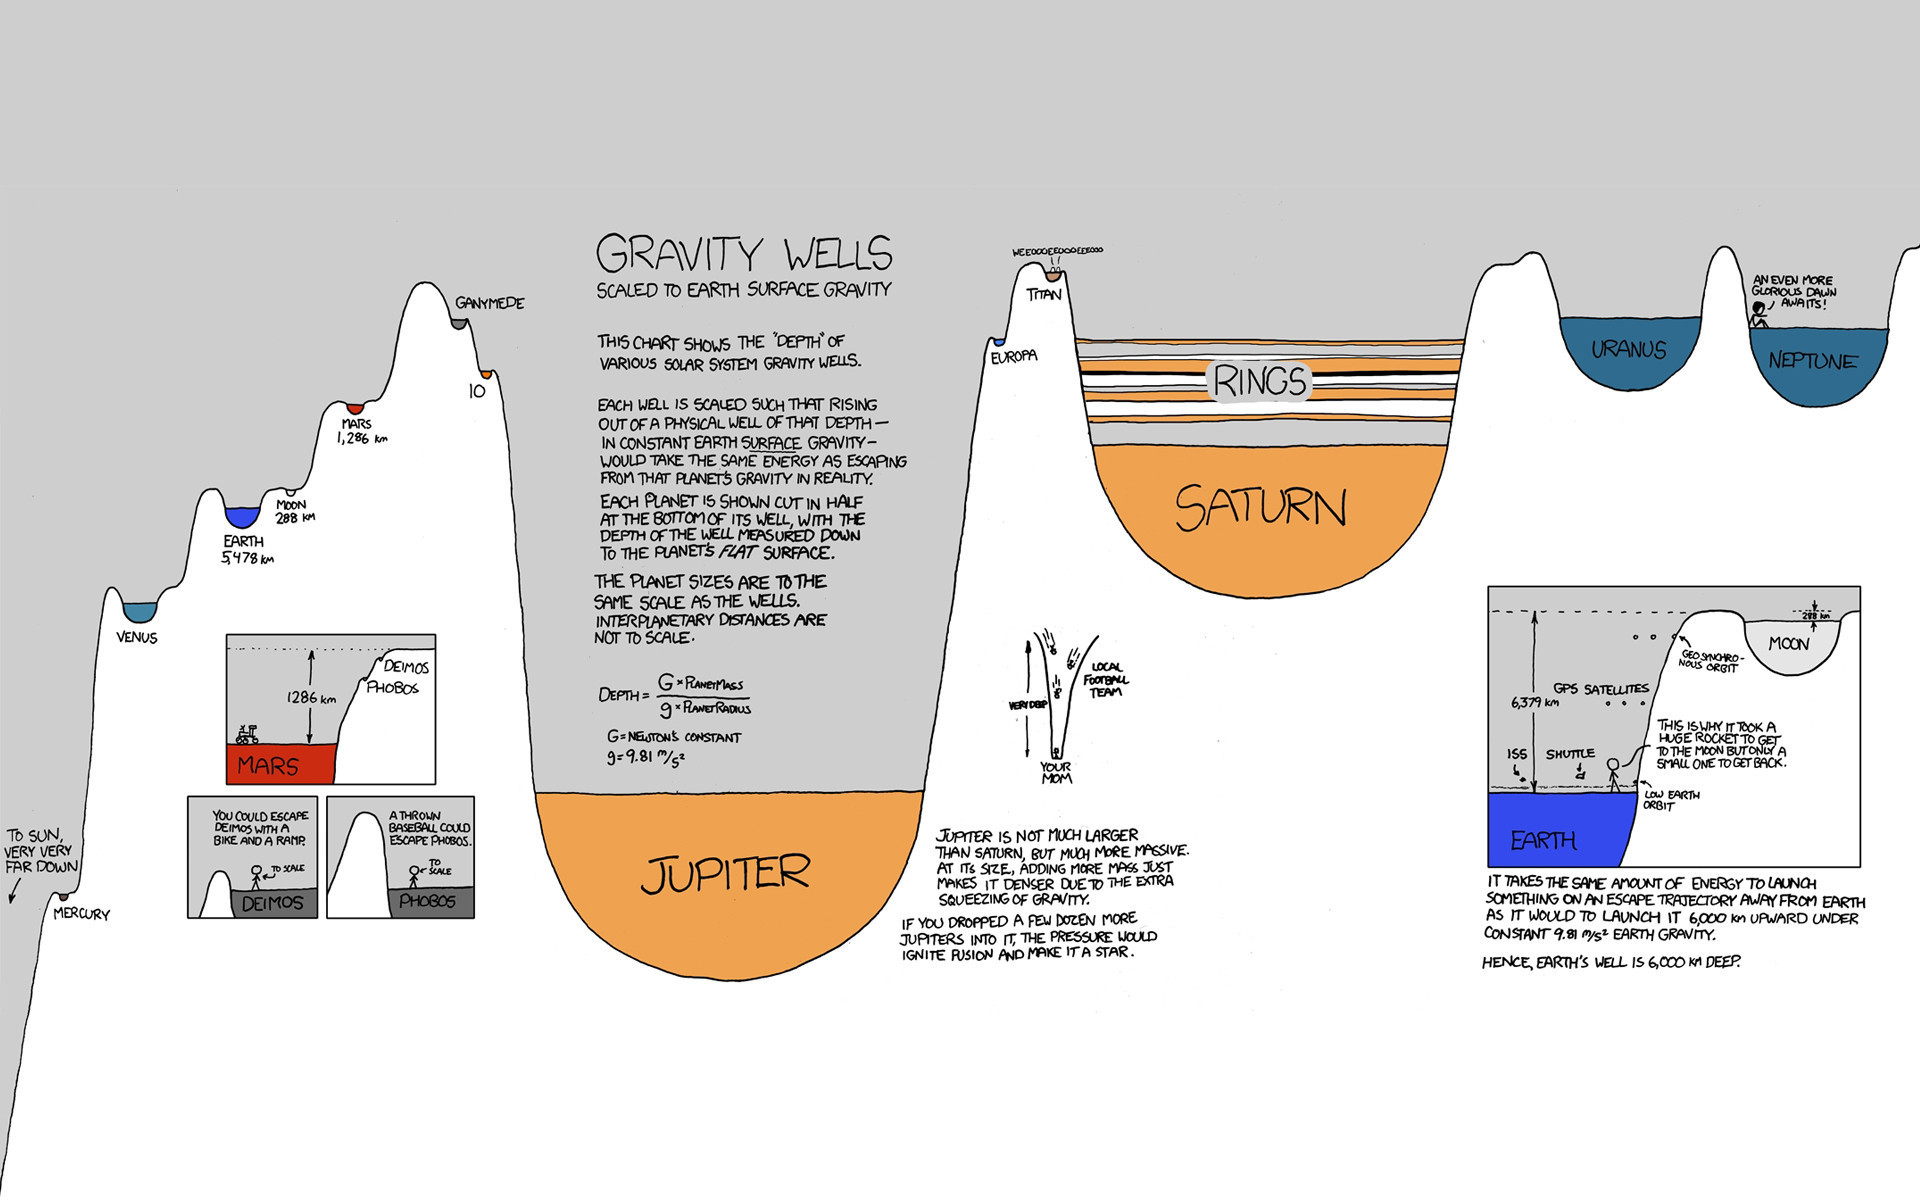 GRAVITY WELLS
SCALED TO EARTH SURFACE GRAVITY
THIS CHART SHOWS THE "DEPTH" OF
VARIOUS SOLAR SYSTEM GRAVITY WELLS.
EACH WELL IS SCALED SUCH THAT RISING
OUT OF A PHYSICAL WELL OF THAT DEPTH —
IN CONSTANT EARTH SURFACE GRAVITY —
WOULD TAKE THE SAME ENERGY AS ESCAPING
FROM THAT PLANET'S GRAVITY IN REALITY.
EACH PLANET IS SHOWN CUT IN HALF
AT THE BOTTOM OF ITS WELL, WITH THE
DEPTH OF THE WELL MEASURED DOWN
TO THE PLANET'S FLAT SURFACE.
THE PLANET SIZES ARE TO THE
SAME SCALE AS THE WELLS.
INTERPLANETARY DISTANCES ARE
NOT TO SCALE.
DEPTH = G × PLANETMASS / g × PLANETRADIUS
G = NEWTON'S CONSTANT
g = 9.81 m/s²
TO SUN,
VERY VERY
FAR DOWN
MERCURY
VENUS
EARTH
5,478 km
MOON
288 km
MARS
1,286 km
GANYMEDE
IO
JUPITER
EUROPA
WEEOOOEEOOOEEEOOO
TITAN
RINGS
SATURN
URANUS
AN EVEN MORE
GLORIOUS DAWN
AWAITS!
NEPTUNE
DEIMOS
PHOBOS
1286 km
MARS
YOU COULD ESCAPE
DEIMOS WITH A
BIKE AND A RAMP.
TO SCALE
DEIMOS
A THROWN
BASEBALL COULD
ESCAPE PHOBOS.
TO
SCALE
PHOBOS
VERY DEEP
LOCAL
FOOTBALL
TEAM
YOUR
MOM
JUPITER IS NOT MUCH LARGER
THAN SATURN, BUT MUCH MORE MASSIVE.
AT ITS SIZE, ADDING MORE MASS JUST
MAKES IT DENSER DUE TO THE EXTRA
SQUEEZING OF GRAVITY.
IF YOU DROPPED A FEW DOZEN MORE
JUPITERS INTO IT, THE PRESSURE WOULD
IGNITE FUSION AND MAKE IT A STAR.
288 km
MOON
GEOSYNCHRO-
NOUS ORBIT
GPS SATELLITES
6,379 km
THIS IS WHY IT TOOK A
HUGE ROCKET TO GET
TO THE MOON BUT ONLY A
SMALL ONE TO GET BACK.
ISS
SHUTTLE
LOW EARTH
ORBIT
EARTH
IT TAKES THE SAME AMOUNT OF ENERGY TO LAUNCH
SOMETHING ON AN ESCAPE TRAJECTORY AWAY FROM EARTH
AS IT WOULD TO LAUNCH IT 6,000 km UPWARD UNDER
CONSTANT 9.81 m/s² EARTH GRAVITY.
HENCE, EARTH'S WELL IS 6,000 km DEEP.